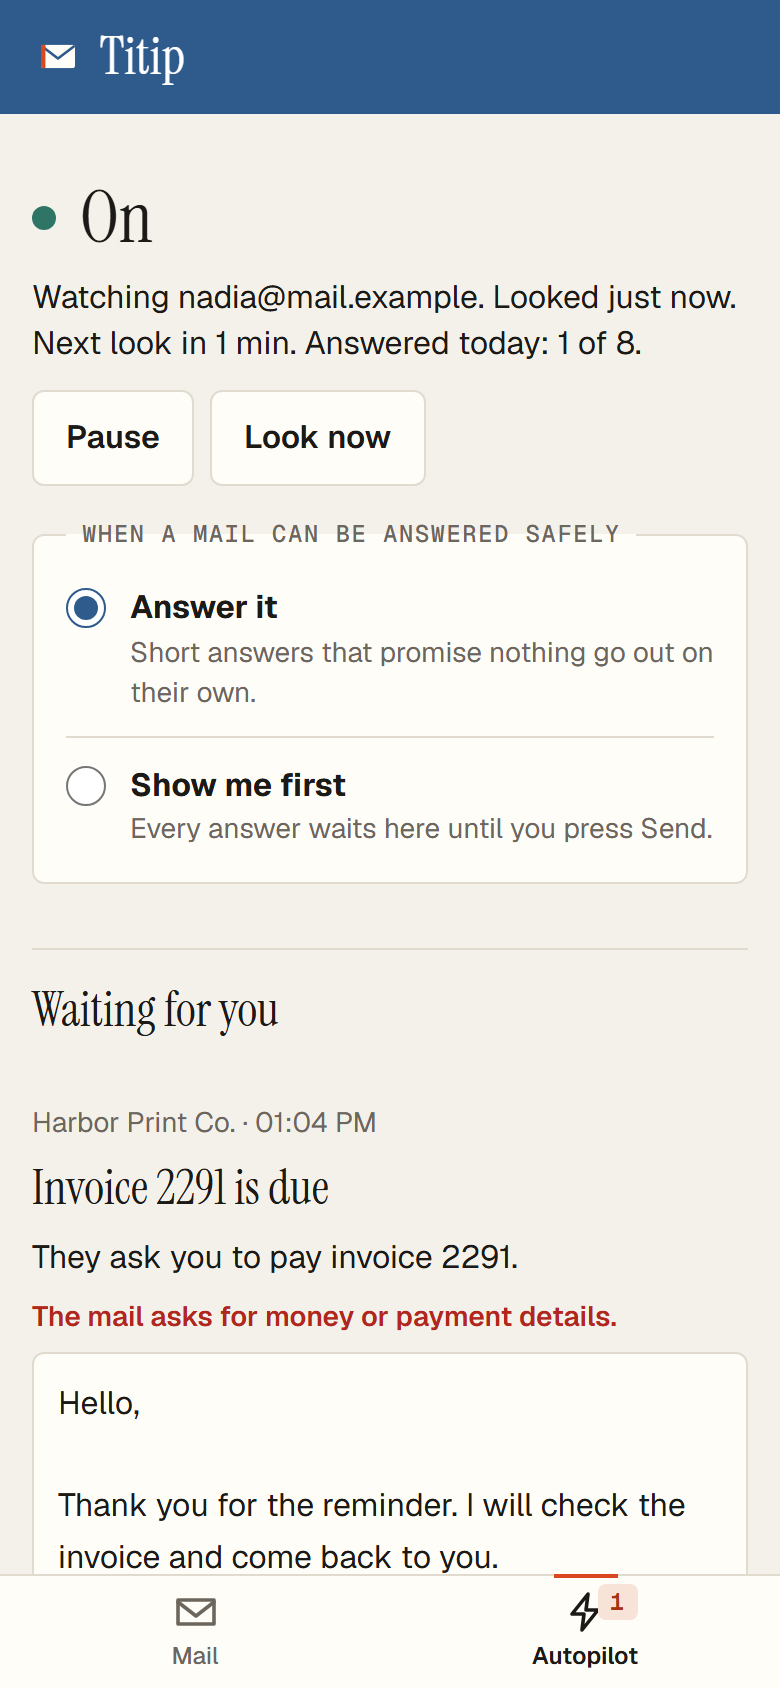 Titip
On
Watching nadia@mail.example. Looked just now.
Next look in 1 min. Answered today: 1 of 8.
Pause
Look now
WHEN A MAIL CAN BE ANSWERED SAFELY
Answer it
Short answers that promise nothing go out on
their own.
Show me first
Every answer waits here until you press Send.
Waiting for you
Harbor Print Co. · 01:04 PM
Invoice 2291 is due
They ask you to pay invoice 2291.
The mail asks for money or payment details.
Hello,
Thank you for the reminder. I will check the
invoice and come back to you.
1
Mail
Autopilot